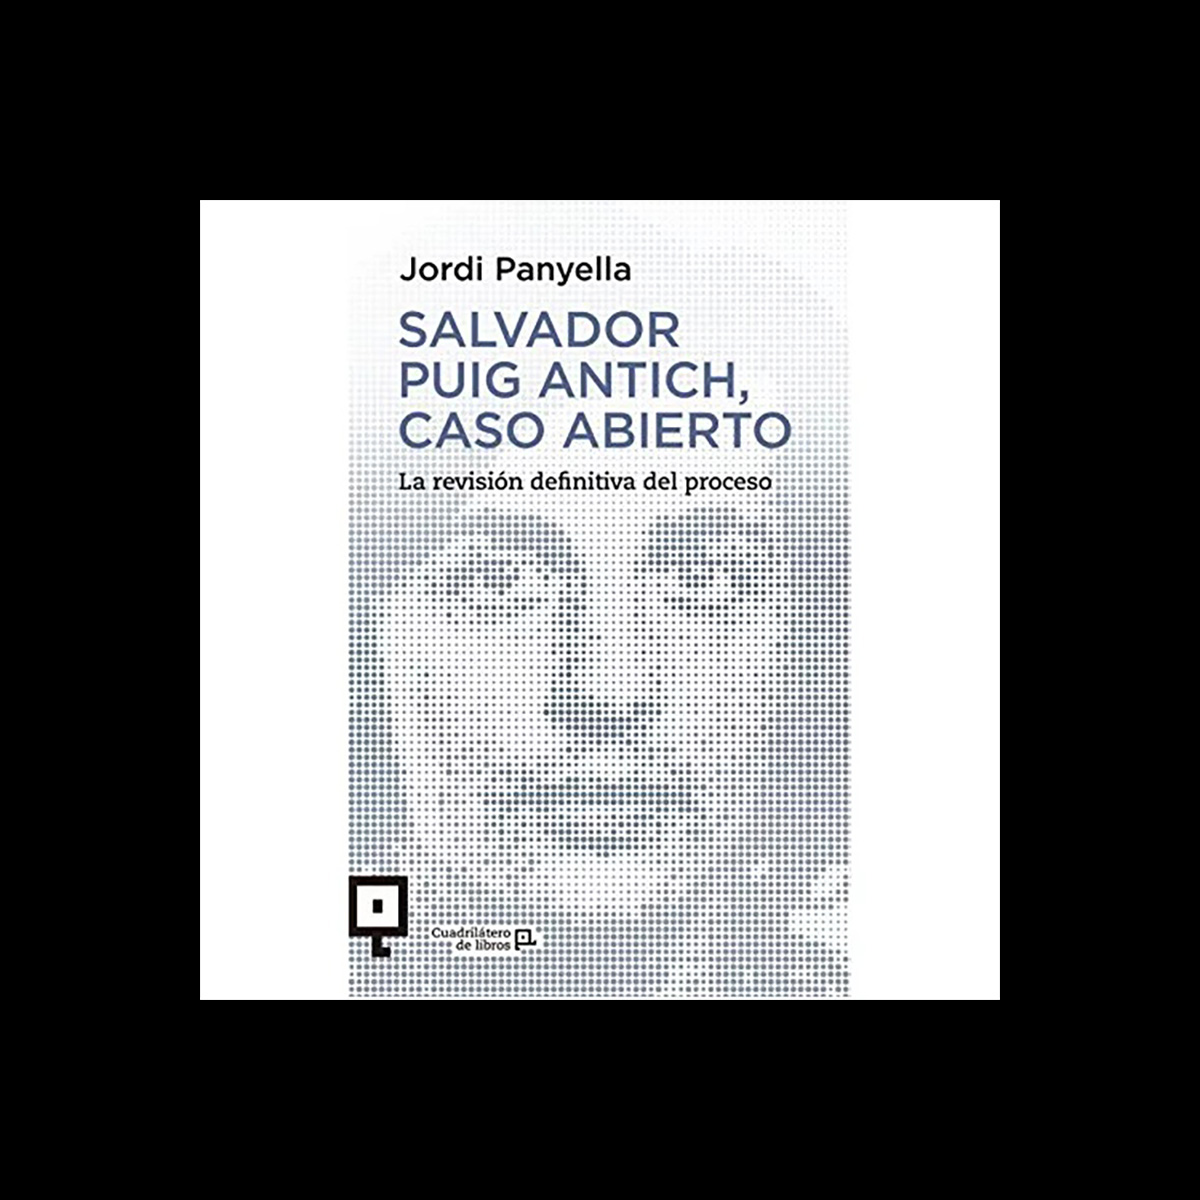 Jordi Panyella
SALVADOR
PUIG ANTICH,
CASO ABIERTO
La revisión definitiva del proceso
Cuadrilátero
de libros